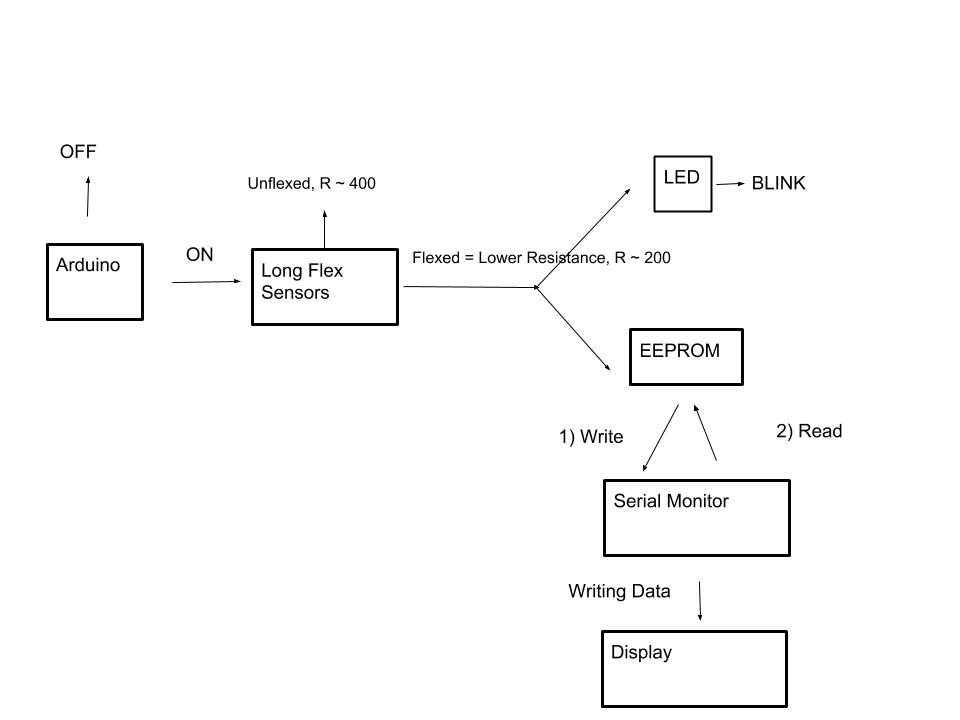 OFF
Unflexed, R ~ 400
LED
BLINK
Arduino
ON
Long Flex
Sensors
Flexed = Lower Resistance, R ~ 200
EEPROM
1) Write
2) Read
Serial Monitor
Writing Data
Display